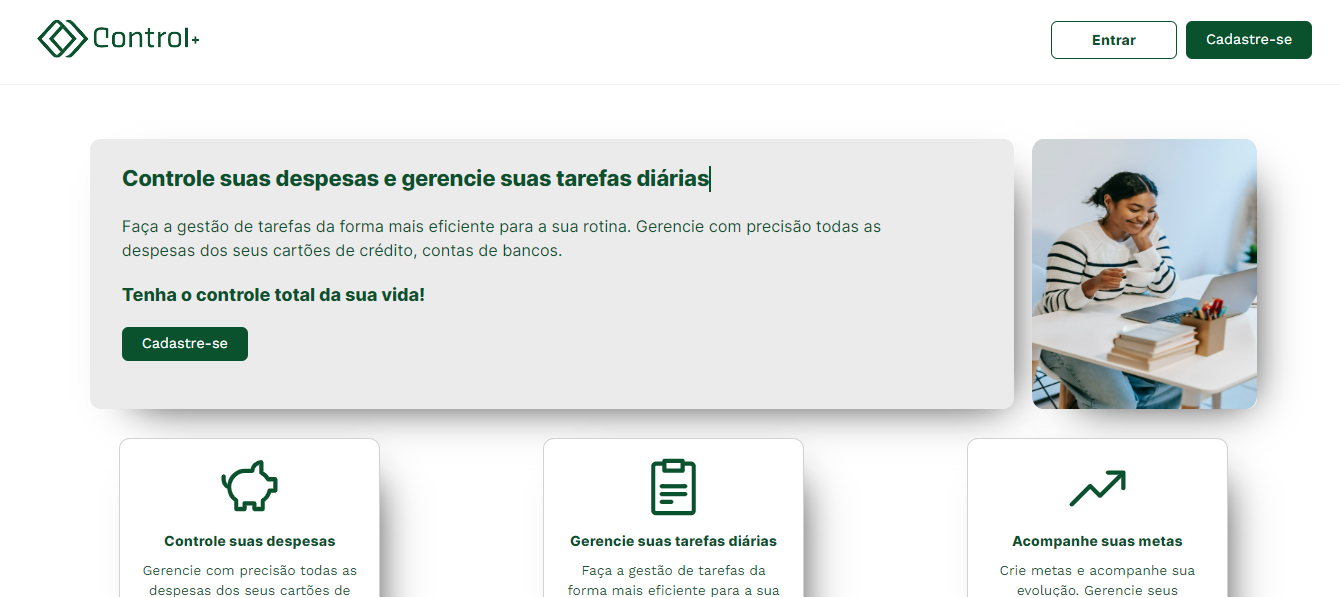 Control+
Entrar
Cadastre-se
Controle suas despesas e gerencie suas tarefas diárias
Faça a gestão de tarefas da forma mais eficiente para a sua rotina. Gerencie com precisão todas as
despesas dos seus cartões de crédito, contas de bancos.
Tenha o controle total da sua vida!
Cadastre-se
Controle suas despesas
Gerencie com precisão todas as
despesas dos seus cartões de
Gerencie suas tarefas diárias
Faça a gestão de tarefas da
forma mais eficiente para a sua
Acompanhe suas metas
Crie metas e acompanhe sua
evolução. Gerencie seus